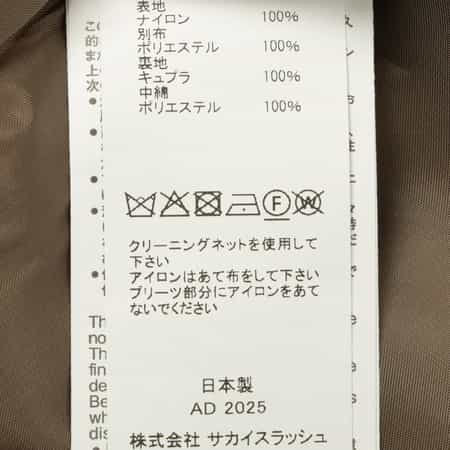 表地
ナイロン 100%
別布
ポリエステル 100%
裏地
キュプラ 100%
中綿
ポリエステル 100%
F
W
クリーニングネットを使用して
下さい
アイロンはあて布をして下さい
プリーツ部分にアイロンをあて
ないでください
日本製
AD 2025
株式会社 サカイスラッシュ